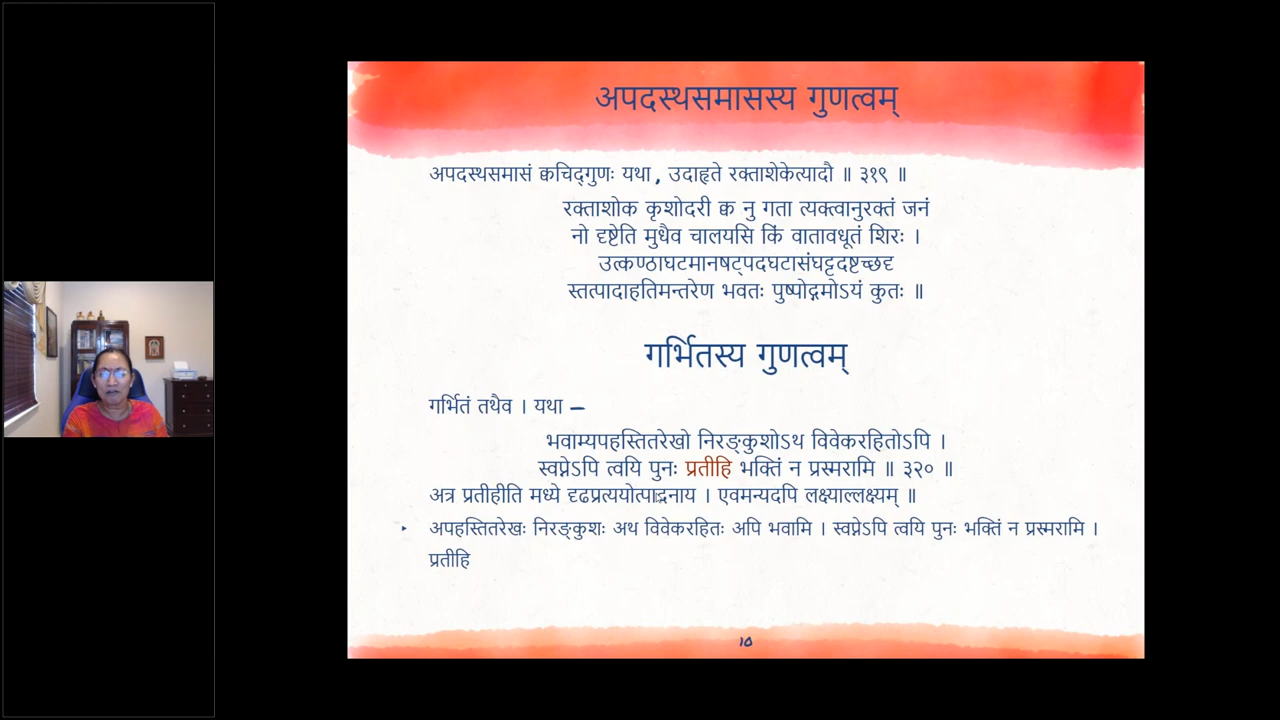 अपदस्थसमासस्य गुणत्वम्
अपदस्थसमासं क्वचिद्गुणः यथा , उदाहृते रक्ताशेकेत्यादौ ॥ ३१९ ॥
रक्ताशोक कृशोदरी क्व नु गता त्यक्त्वानुरक्तं जनं
नो दृष्टेति मुधैव चालयसि किं वातावधूतं शिरः ।
उत्कण्ठाघटमानषट्पदघटासंघट्टदष्टच्छदृ
स्तत्पादाहतिमन्तरेण भवतः पुष्पोद्गमोऽयं कुतः ॥
गर्भितस्य गुणत्वम्
गर्भितं तथैव । यथा –
भवाम्यपहस्तितरेखो निरङ्कुशोऽथ विवेकरहितोऽपि ।
स्वप्नेऽपि त्वयि पुनः प्रतीहि भक्तिं न प्रस्मरामि ॥ ३२० ॥
अत्र प्रतीहीति मध्ये दृढप्रत्ययोत्पादनाय । एवमन्यदपि लक्ष्याल्लक्ष्यम् ॥
‣ अपहस्तितरेखः निरङ्कुशः अथ विवेकरहितः अपि भवामि । स्वप्नेऽपि त्वयि पुनः भक्तिं न प्रस्मरामि ।
प्रतीहि
१०